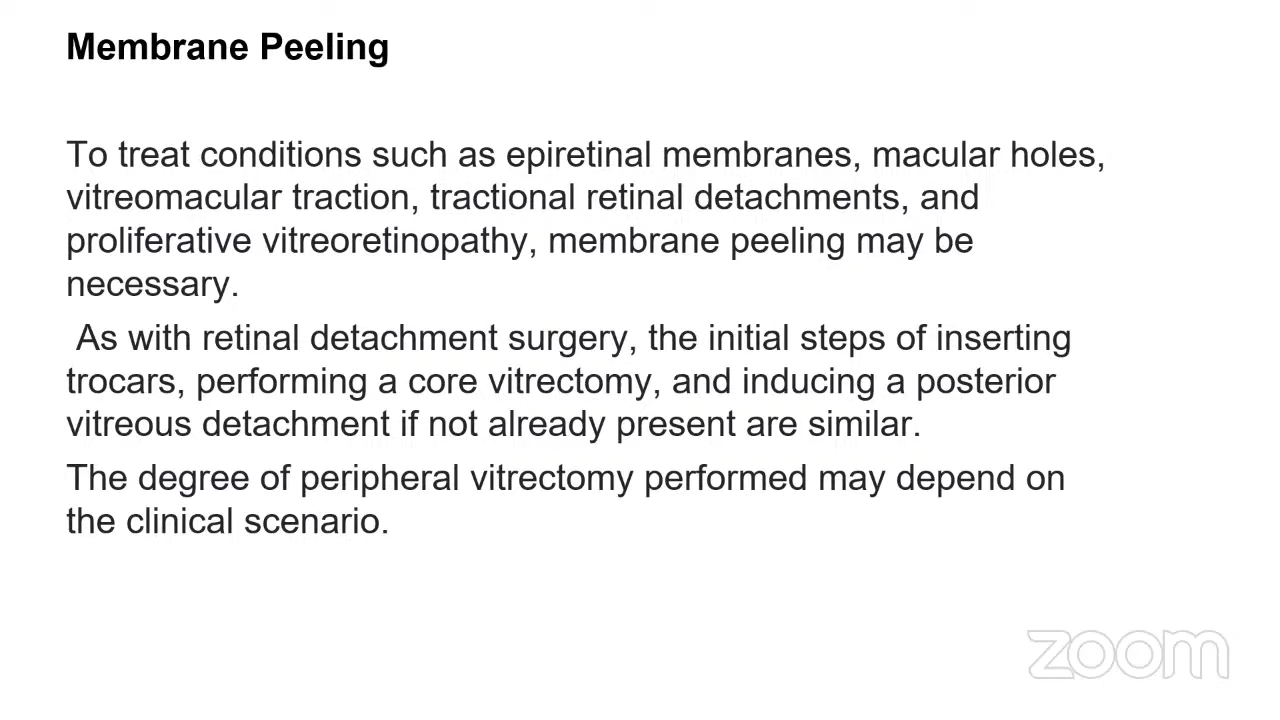 Membrane Peeling
To treat conditions such as epiretinal membranes, macular holes,
vitreomacular traction, tractional retinal detachments, and
proliferative vitreoretinopathy, membrane peeling may be
necessary.
As with retinal detachment surgery, the initial steps of inserting
trocars, performing a core vitrectomy, and inducing a posterior
vitreous detachment if not already present are similar.
The degree of peripheral vitrectomy performed may depend on
the clinical scenario.
zoom